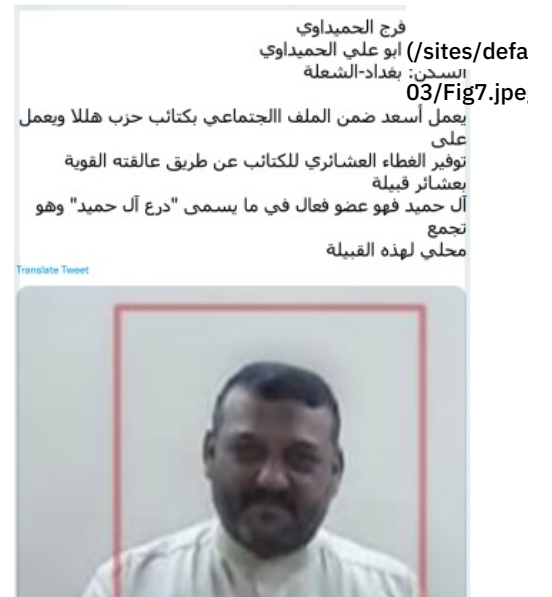 فرج الحميداوي
ابو علي الحميداوي
(/sites/defa
السكن: بغداد-الشعلة
03/Fig7.jpe
يعمل أسعد ضمن الملف االجتماعي بكتائب حزب هللا ويعمل
على
توفير الغطاء العشائري للكتائب عن طريق عالقته القوية
بعشائر قبيلة
آل حميد فهو عضو فعال في ما يسمى "درع آل حميد" وهو
تجمع
محلي لهذه القبيلة
Translate Tweet